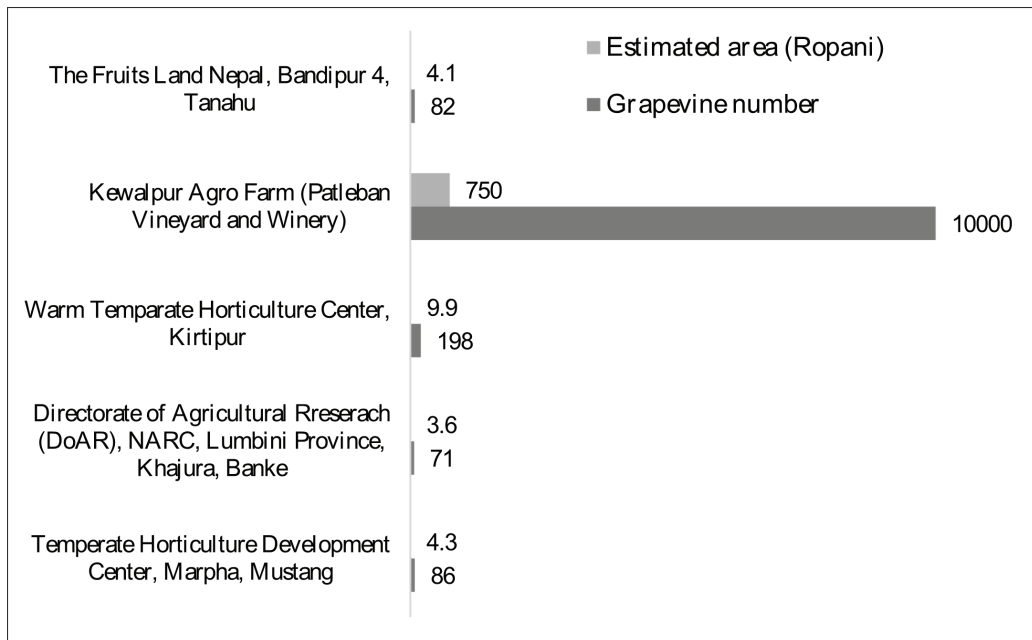 Estimated area (Ropani)
Grapevine number
The Fruits Land Nepal, Bandipur 4,
Tanahu
4.1
82
Kewalpur Agro Farm (Patleban
Vineyard and Winery)
750
10000
Warm Temparate Horticulture Center,
Kirtipur
9.9
198
Directorate of Agricultural Rreserach
(DoAR), NARC, Lumbini Province,
Khajura, Banke
3.6
71
Temperate Horticulture Development
Center, Marpha, Mustang
4.3
86